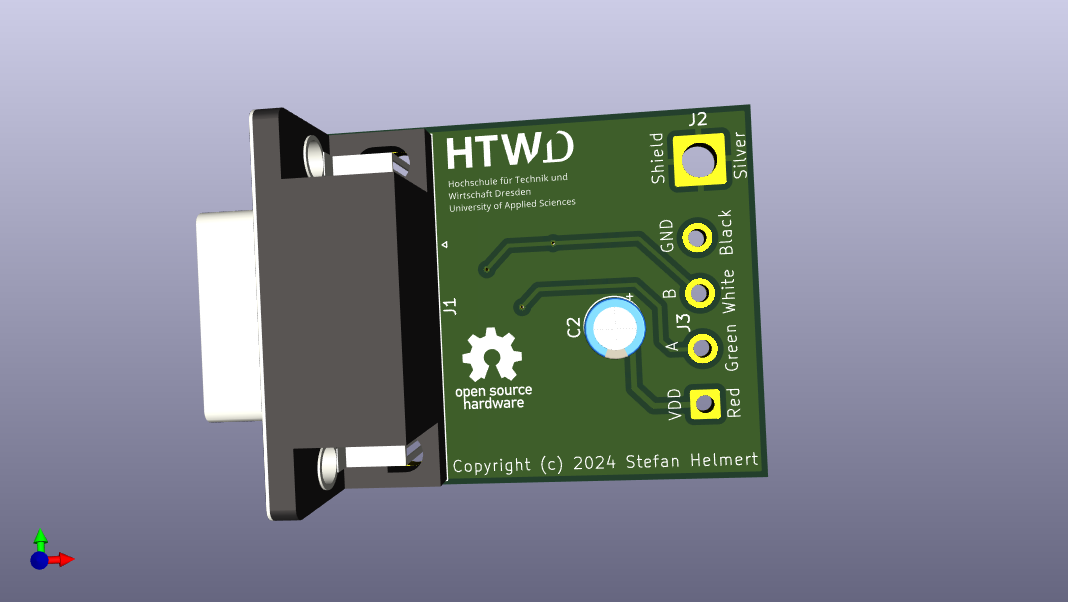 HTWD
Hochschule für Technik und
Wirtschaft Dresden
University of Applied Sciences
J2
Shield
Silver
GND
Black
B
White
J3
A
Green
VDD
Red
J1
C2
+
open source
hardware
Copyright (c) 2024 Stefan Helmert